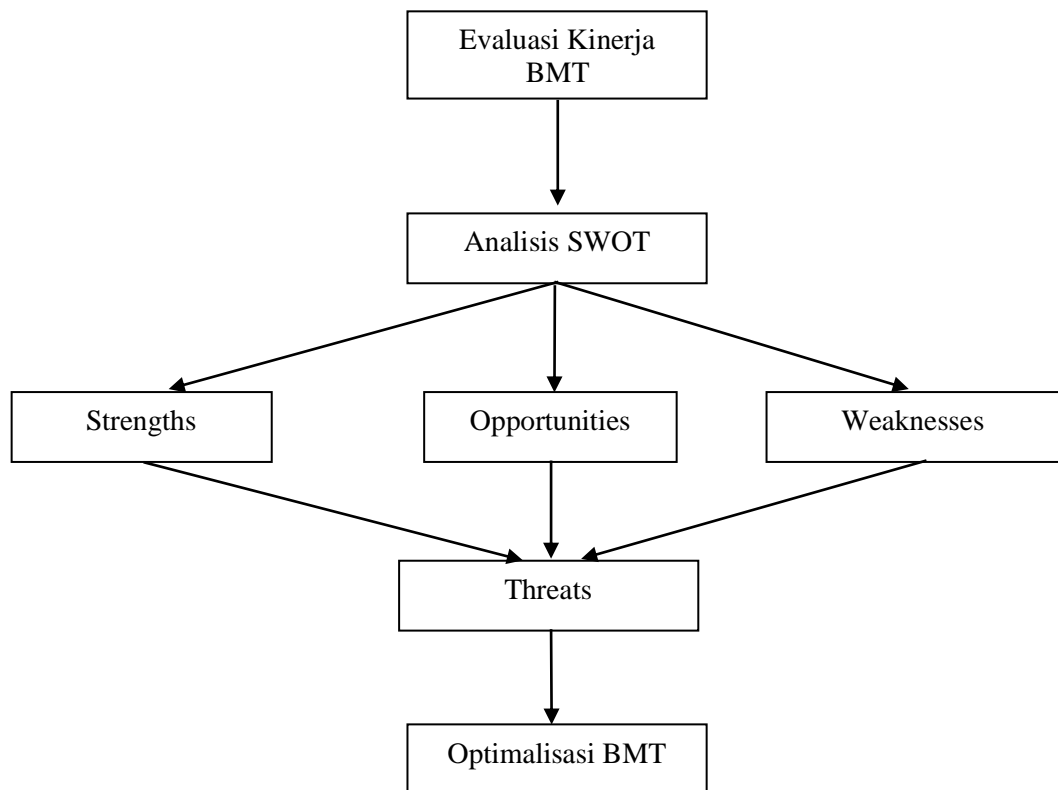 Evaluasi Kinerja
BMT
Analisis SWOT
Strengths
Opportunities
Weaknesses
Threats
Optimalisasi BMT